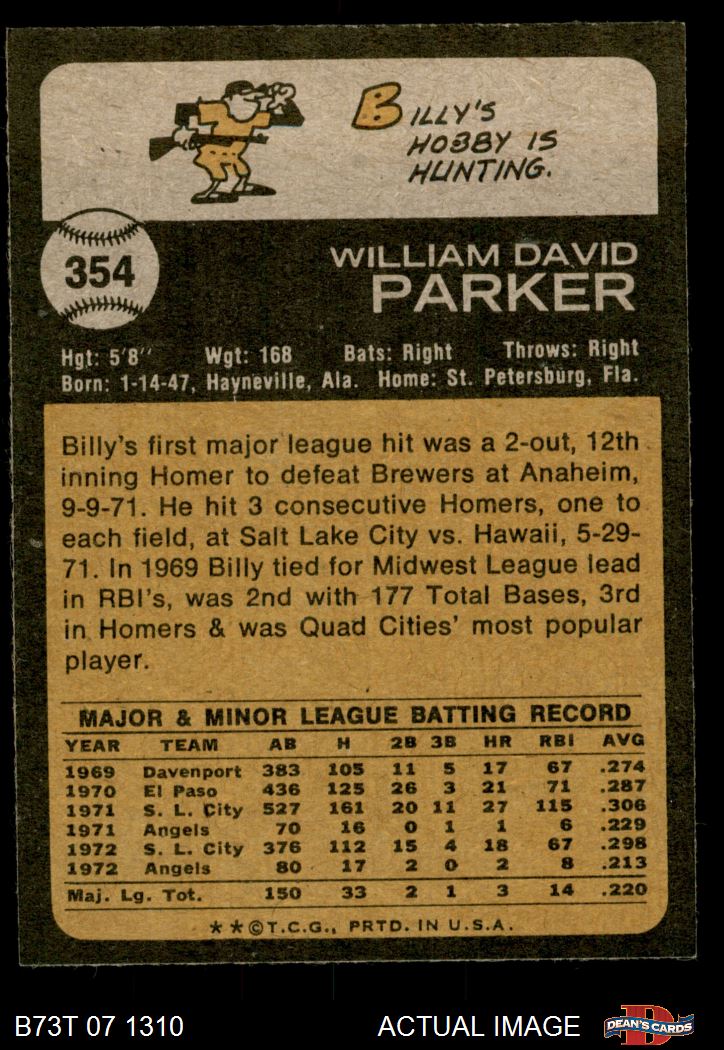 BILLY'S
HOBBY IS
HUNTING.
354
WILLIAM DAVID
PARKER
Hgt: 5'8" Wgt: 168 Bats: Right Throws: Right
Born: 1-14-47, Hayneville, Ala. Home: St. Petersburg, Fla.
Billy's first major league hit was a 2-out, 12th
inning Homer to defeat Brewers at Anaheim,
9-9-71. He hit 3 consecutive Homers, one to
each field, at Salt Lake City vs. Hawaii, 5-29-
71. In 1969 Billy tied for Midwest League lead
in RBI's, was 2nd with 177 Total Bases, 3rd
in Homers & was Quad Cities' most popular
player.
MAJOR & MINOR LEAGUE BATTING RECORD
YEAR TEAM AB H 2B 3B HR RBI AVG
1969 Davenport 383 105 11 5 17 67 .274
1970 El Paso 436 125 26 3 21 71 .287
1971 S. L. City 527 161 20 11 27 115 .306
1971 Angels 70 16 0 1 1 6 .229
1972 S. L. City 376 112 15 4 18 67 .298
1972 Angels 80 17 2 0 2 8 .213
Maj. Lg. Tot. 150 33 2 1 3 14 .220
★★©T.C.G., PRTD. IN U.S.A.
B73T 07 1310 ACTUAL IMAGE D DEAN'S CARDS